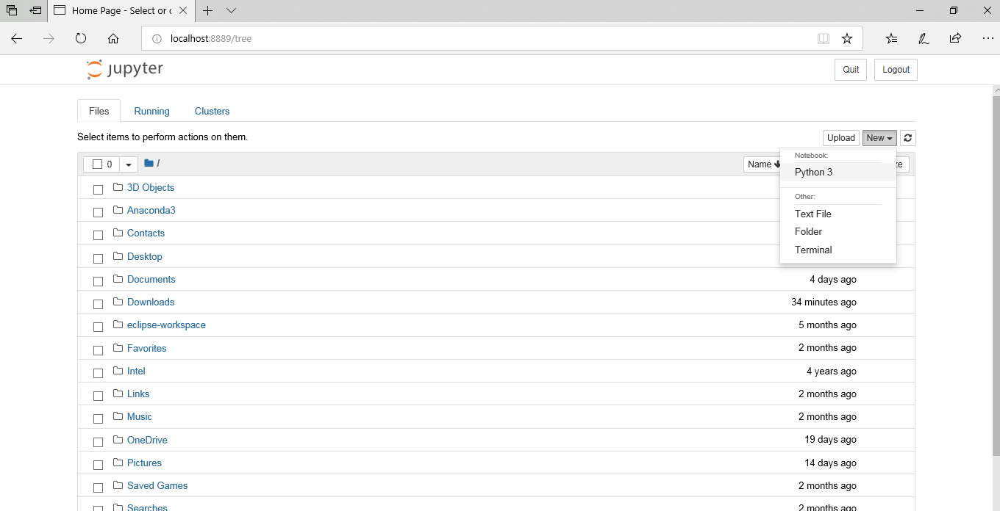 Home Page - Select or c
localhost:8889/tree
jupyter
Quit
Logout
Files
Running
Clusters
Select items to perform actions on them.
Upload
New
0
/
Name
ze
Notebook:
Python 3
Other:
Text File
Folder
Terminal
3D Objects
Anaconda3
Contacts
Desktop
Documents 4 days ago
Downloads 34 minutes ago
eclipse-workspace 5 months ago
Favorites 2 months ago
Intel 4 years ago
Links 2 months ago
Music 2 months ago
OneDrive 19 days ago
Pictures 14 days ago
Saved Games 2 months ago
Searches 2 months ago